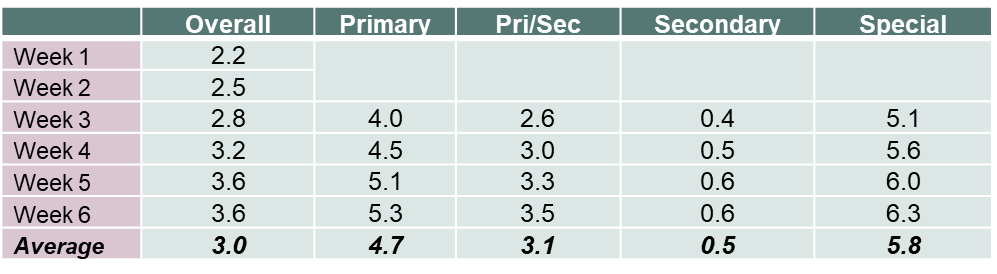 Overall Primary Pri/Sec Secondary Special
Week 1 2.2
Week 2 2.5
Week 3 2.8 4.0 2.6 0.4 5.1
Week 4 3.2 4.5 3.0 0.5 5.6
Week 5 3.6 5.1 3.3 0.6 6.0
Week 6 3.6 5.3 3.5 0.6 6.3
Average 3.0 4.7 3.1 0.5 5.8